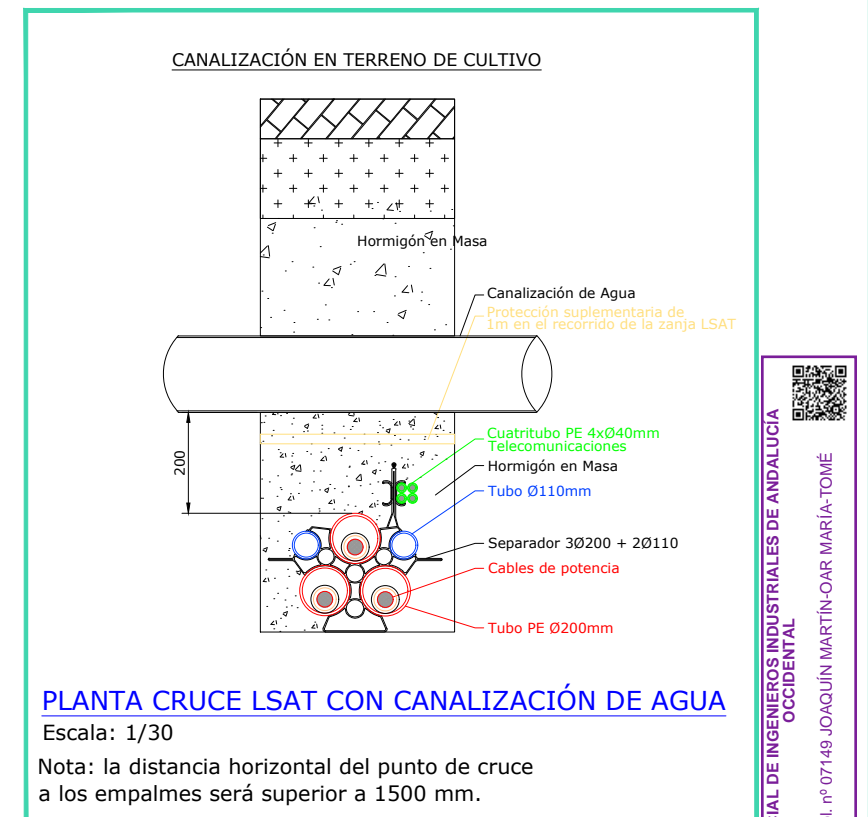 CANALIZACIÓN EN TERRENO DE CULTIVO
Hormigón en Masa
Canalización de Agua
Protección suplementaria de
1m en el recorrido de la zanja LSAT
200
Cuatritubo PE 4xØ40mm
Telecomunicaciones
Hormigón en Masa
Tubo Ø110mm
Separador 3Ø200 + 2Ø110
Cables de potencia
Tubo PE Ø200mm
PLANTA CRUCE LSAT CON CANALIZACIÓN DE AGUA
Escala: 1/30
Nota: la distancia horizontal del punto de cruce
a los empalmes será superior a 1500 mm.
DE INGENIEROS INDUSTRIALES DE ANDALUCÍA
OCCIDENTAL
nº 07149 JOAQUÍN MARTÍN-OAR MARÍA-TOMÉ